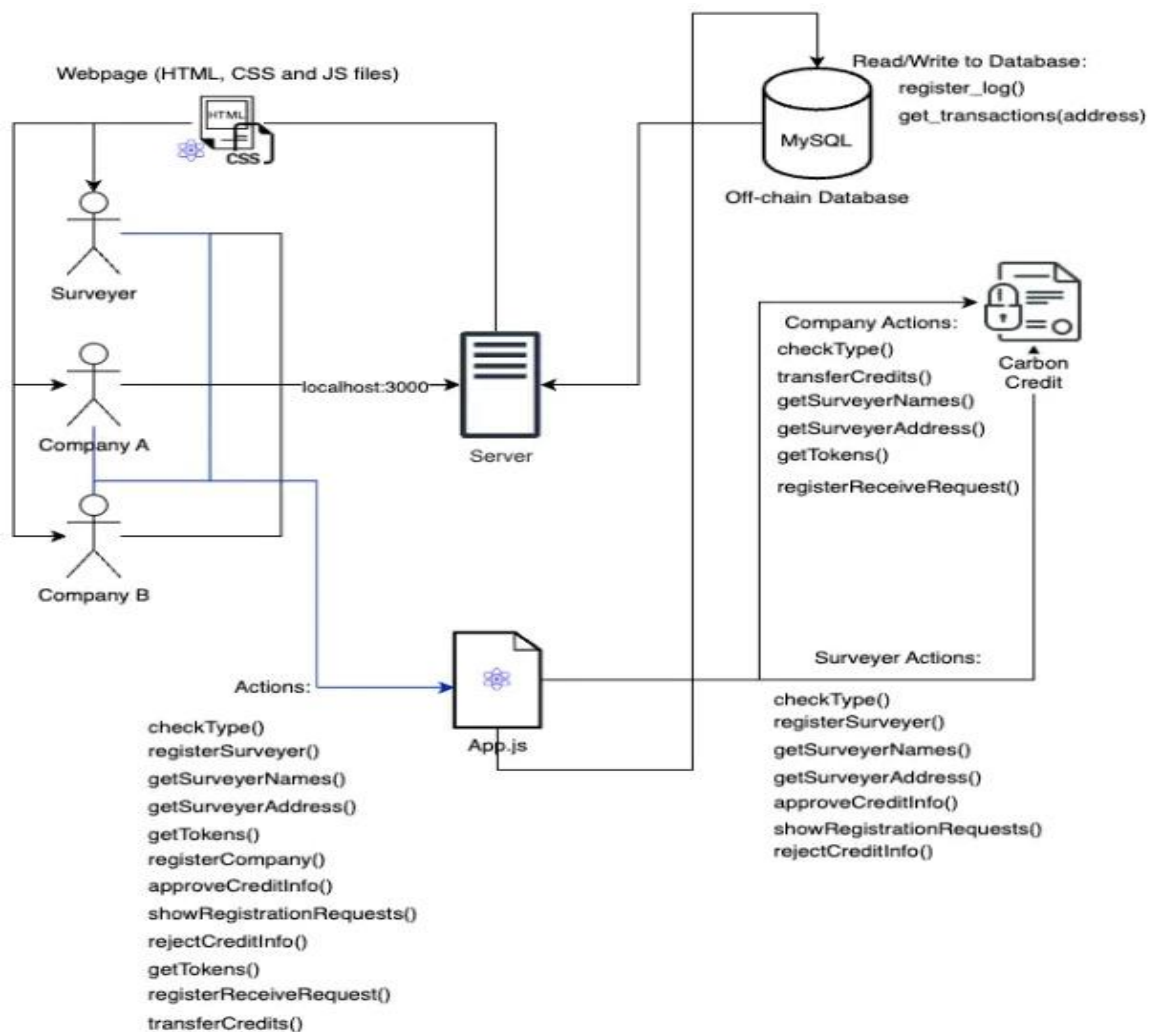 Webpage (HTML, CSS and JS files)
HTML
CSS
Read/Write to Database:
register_log()
get_transactions(address)
MySQL
Off-chain Database
Surveyer
Company A
Company B
localhost:3000
Server
Company Actions:
checkType()
transferCredits()
getSurveyerNames()
getSurveyerAddress()
getTokens()
registerReceiveRequest()
Carbon
Credit
Actions:
checkType()
registerSurveyer()
getSurveyerNames()
getSurveyerAddress()
getTokens()
registerCompany()
approveCreditInfo()
showRegistrationRequests()
rejectCreditInfo()
getTokens()
registerReceiveRequest()
transferCredits()
App.js
Surveyer Actions:
checkType()
registerSurveyer()
getSurveyerNames()
getSurveyerAddress()
approveCreditInfo()
showRegistrationRequests()
rejectCreditInfo()